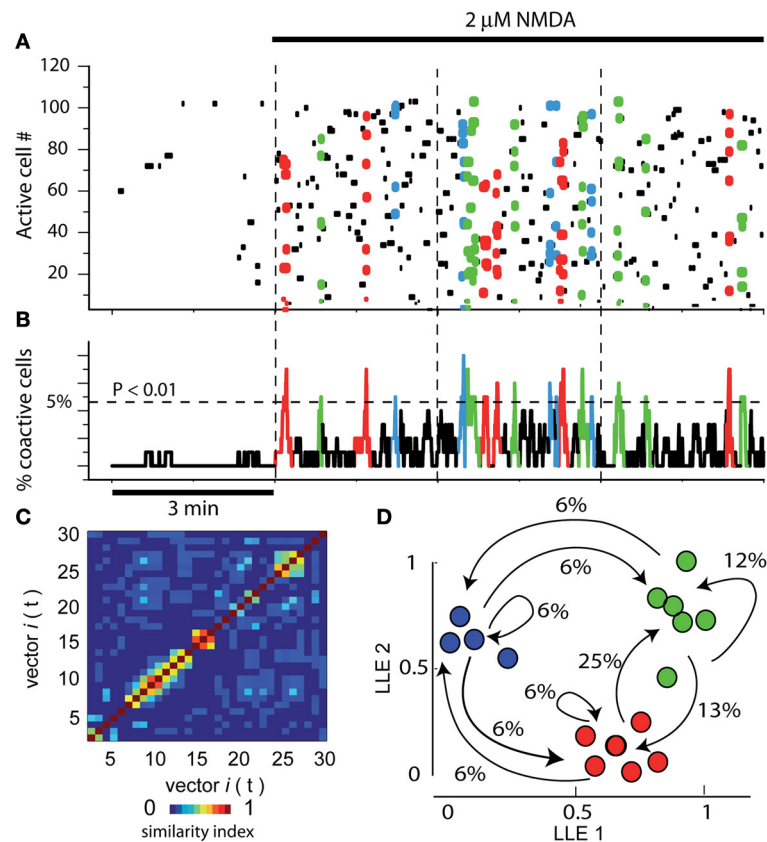 2 μM NMDA
A
120
100
80
60
40
20
Active cell #
B
P < 0.01
5%
% coactive cells
3 min
C
30
25
20
15
10
5
vector i ( t )
5 10 15 20 25 30
vector i ( t )
0 1
similarity index
D
6%
6%
12%
6%
25%
6%
13%
6%
6%
1
0.5
0
LLE 2
0 0.5 1
LLE 1